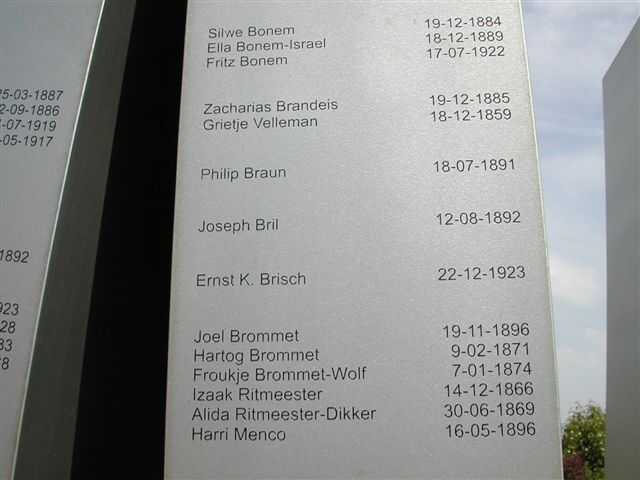 Silwe Bonem 19-12-1884
Ella Bonem-Israel 18-12-1889
Fritz Bonem 17-07-1922
Zacharias Brandeis 19-12-1885
Grietje Velleman 18-12-1859
Philip Braun 18-07-1891
Joseph Bril 12-08-1892
Ernst K. Brisch 22-12-1923
Joel Brommet 19-11-1896
Hartog Brommet 9-02-1871
Froukje Brommet-Wolf 7-01-1874
Izaak Ritmeester 14-12-1866
Alida Ritmeester-Dikker 30-06-1869
Harri Menco 16-05-1896